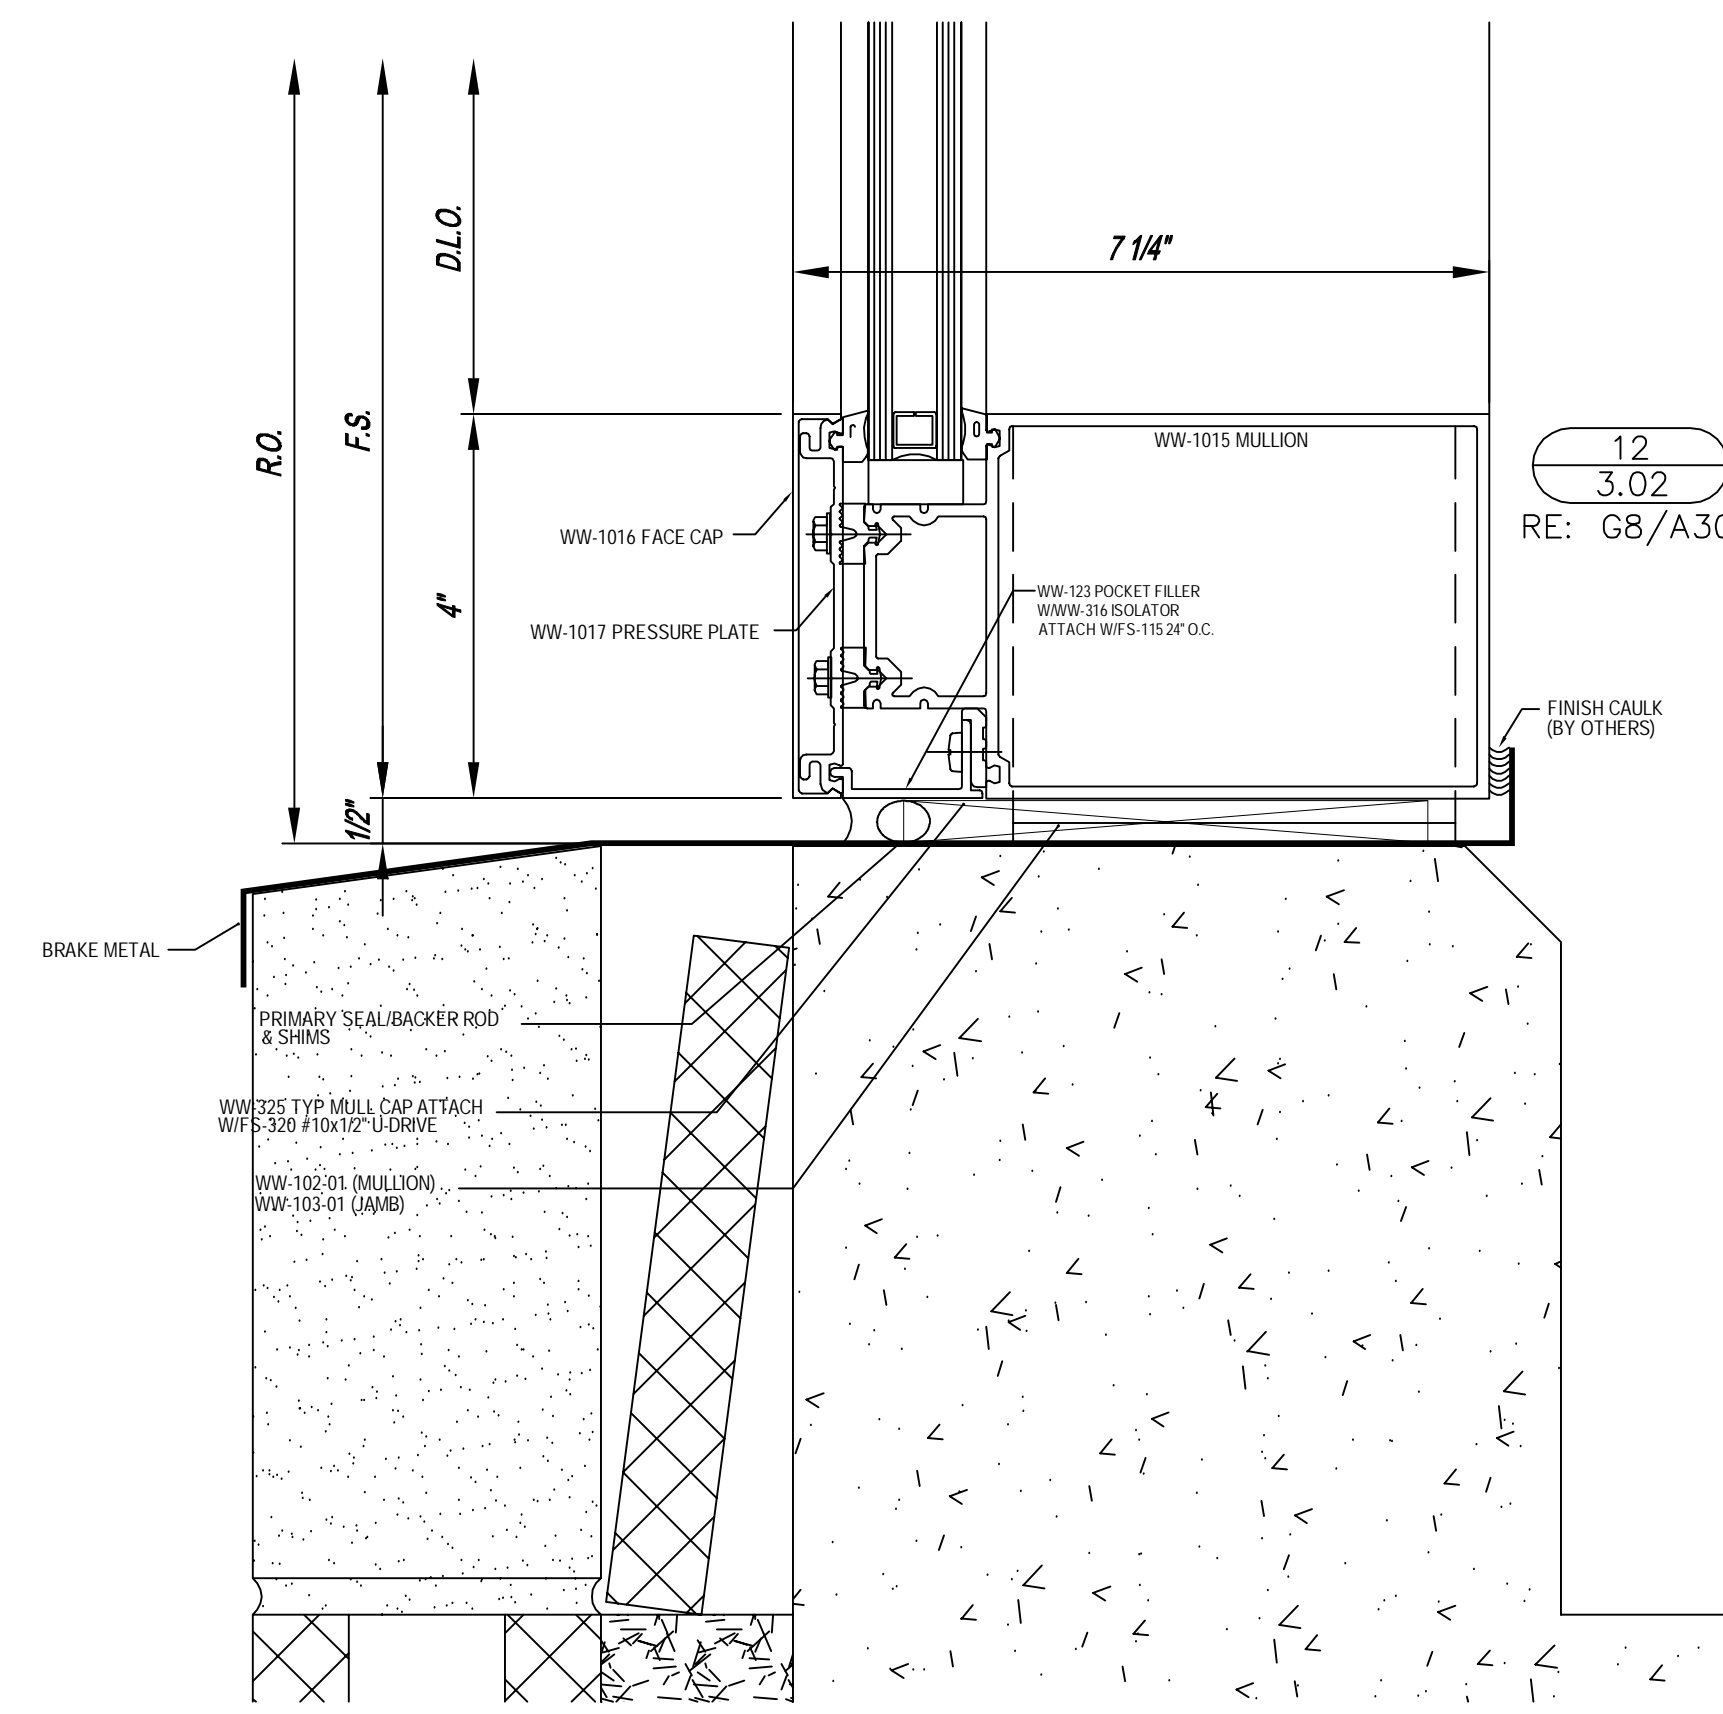 D.L.O.
7 1/4"
F.S.
R.O.
WW-1015 MULLION
12
3.02
RE: G8/A30
WW-1016 FACE CAP
4"
WW-123 POCKET FILLER
W/WW-316 ISOLATOR
ATTACH W/FS-115 24" O.C.
WW-1017 PRESSURE PLATE
FINISH CAULK
(BY OTHERS)
1/2"
BRAKE METAL
PRIMARY SEAL/BACKER ROD
& SHIMS
WW-325 TYP MULL CAP ATTACH
W/FS-320 #10x1/2" U-DRIVE
WW-102-01 (MULLION)
WW-103-01 (JAMB)